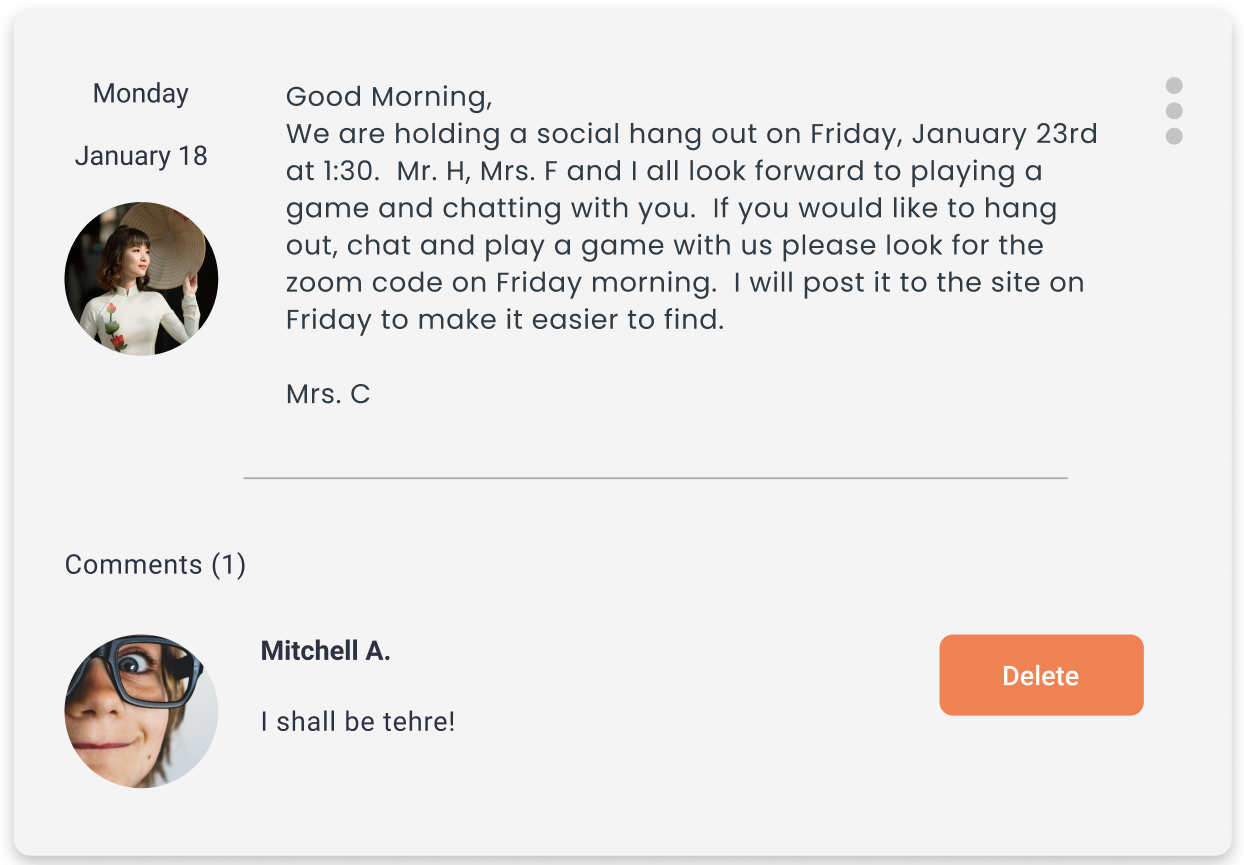 Monday
January 18
Good Morning,
We are holding a social hang out on Friday, January 23rd
at 1:30.  Mr. H, Mrs. F and I all look forward to playing a
game and chatting with you.  If you would like to hang
out, chat and play a game with us please look for the
zoom code on Friday morning.  I will post it to the site on
Friday to make it easier to find.
Mrs. C
Comments (1)
Mitchell A.
I shall be tehre!
Delete